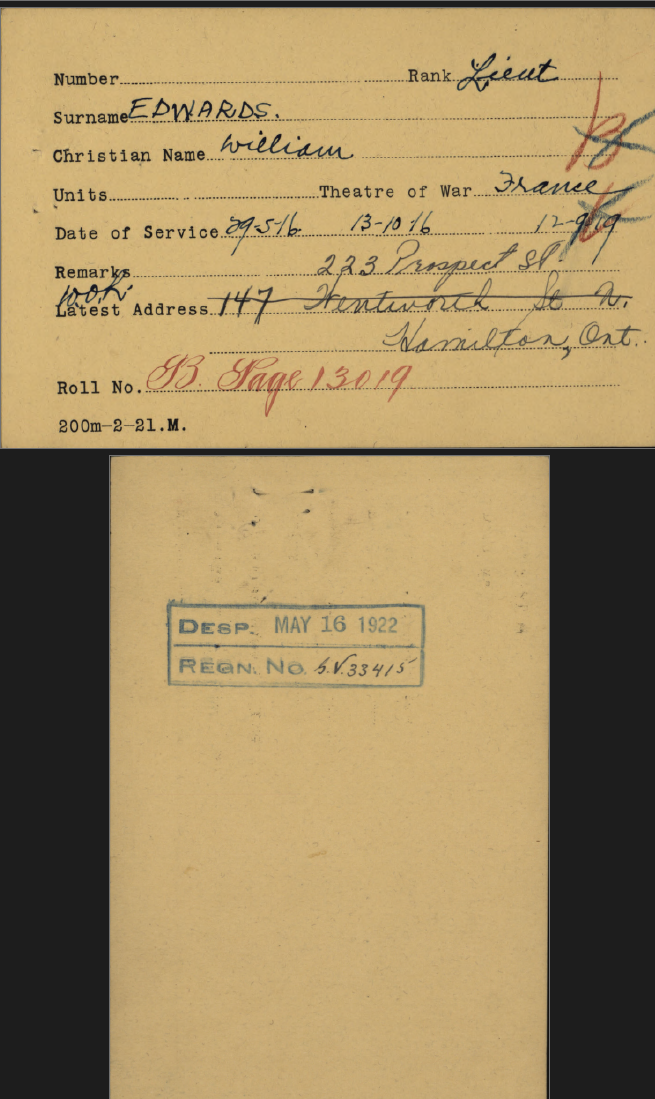 Number Rank Lieut
Surname EDWARDS.
Christian Name William
Units Theatre of War France
B
Date of Service 29-5-16 13-10-16 12-9-19
B
Remarks 223 Prospect St.
Latest Address 147 Wentworth St N.
Hamilton, Ont.
Roll No. B. Page 13019
200m-2-21.M.
DESP. MAY 16 1922
REGN. No. 33415